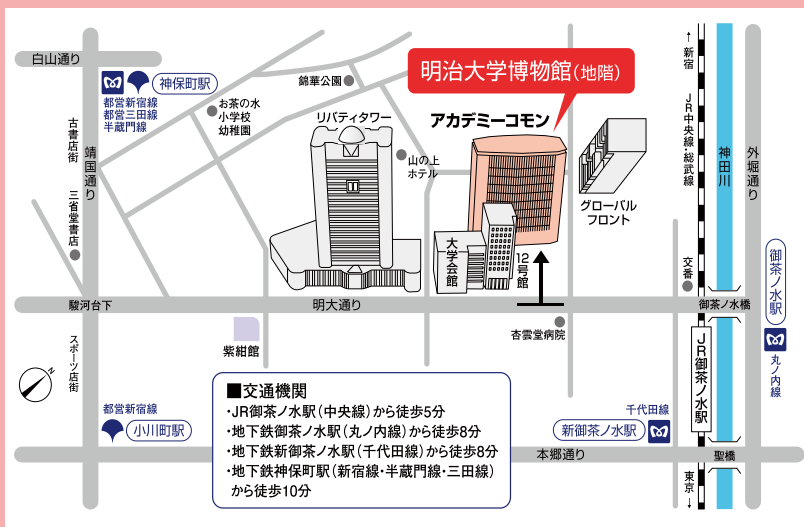 白山通り
神保町駅
都営新宿線
都営三田線
半蔵門線
古書店街
靖国通り
三省堂書店
お茶の水
小学校
幼稚園
錦華公園
リバティタワー
山の上
ホテル
明治大学博物館(地階)
アカデミーコモン
グローバル
フロント
大学会館
12号館
↑新宿
JR中央線・総武線
神田川
外堀通り
交番
御茶ノ水駅
丸ノ内線
駿河台下
明大通り
御茶ノ水橋
紫紺館
杏雲堂病院
JR御茶ノ水駅
スポーツ店街
N
都営新宿線
小川町駅
■交通機関
・JR御茶ノ水駅(中央線)から徒歩5分
・地下鉄御茶ノ水駅(丸ノ内線)から徒歩8分
・地下鉄新御茶ノ水駅(千代田線)から徒歩8分
・地下鉄神保町駅(新宿線・半蔵門線・三田線)
から徒歩10分
千代田線
新御茶ノ水駅
本郷通り
聖橋
東京↓